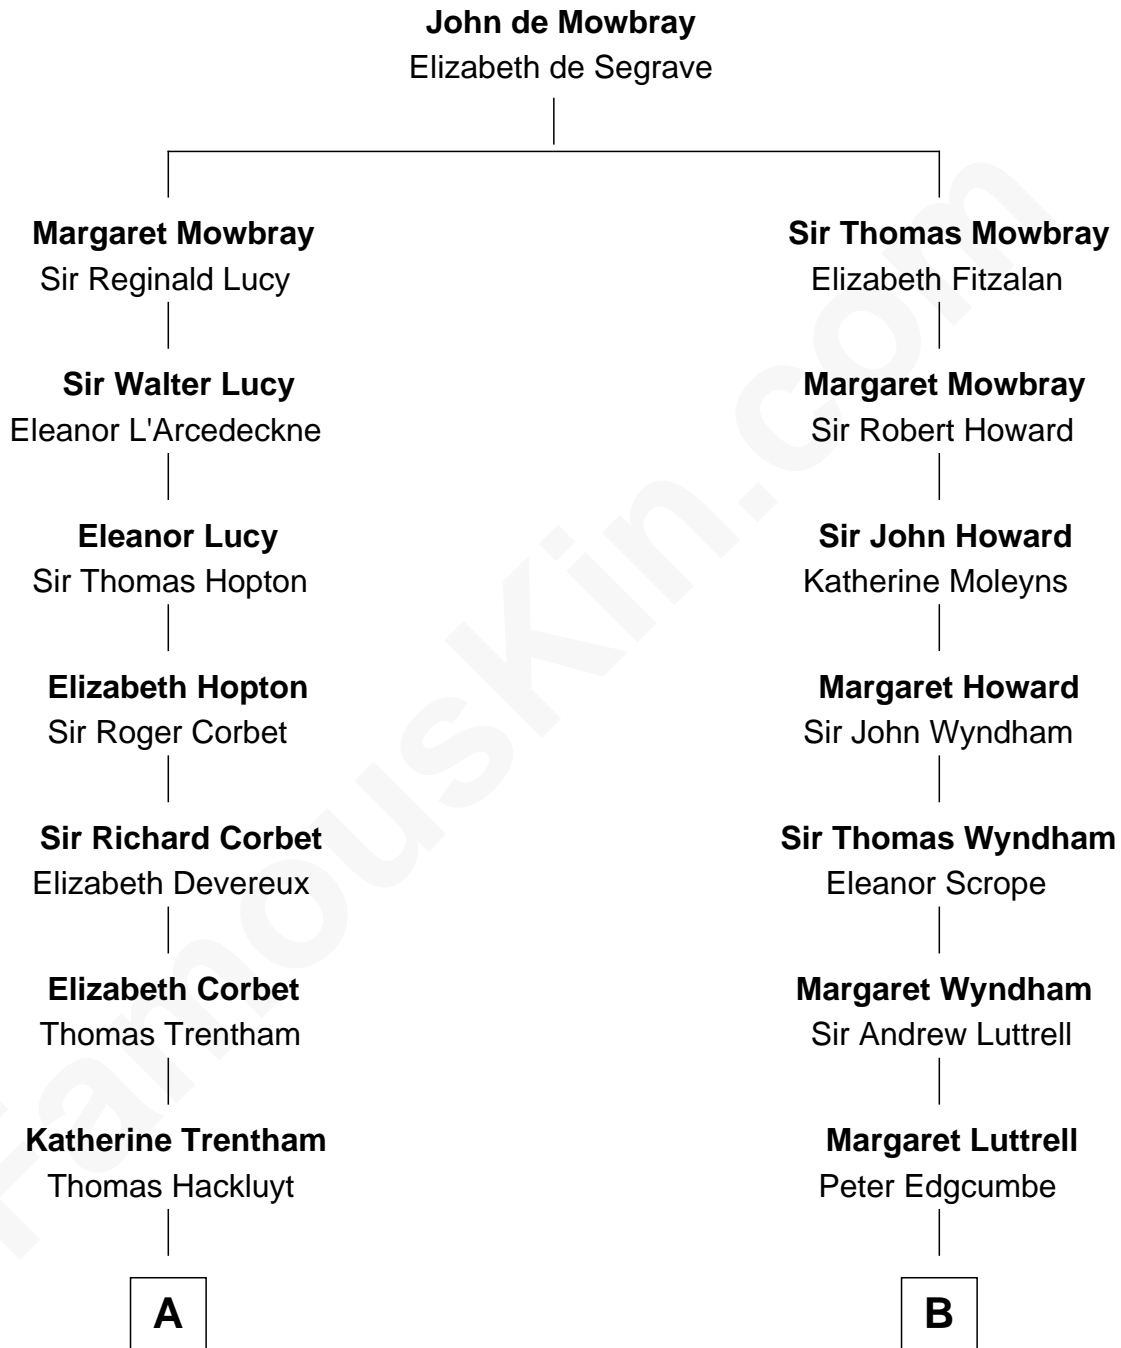 John de Mowbray
Elizabeth de Segrave
Margaret Mowbray
Sir Reginald Lucy
Sir Thomas Mowbray
Elizabeth Fitzalan
Sir Walter Lucy
Eleanor L'Arcedeckne
Margaret Mowbray
Sir Robert Howard
Eleanor Lucy
Sir Thomas Hopton
Sir John Howard
Katherine Moleyns
Elizabeth Hopton
Sir Roger Corbet
Margaret Howard
Sir John Wyndham
Sir Richard Corbet
Elizabeth Devereux
Sir Thomas Wyndham
Eleanor Scrope
Elizabeth Corbet
Thomas Trentham
Margaret Wyndham
Sir Andrew Luttrell
Katherine Trentham
Thomas Hackluyt
Margaret Luttrell
Peter Edgcumbe
A
B
FamousKin.com